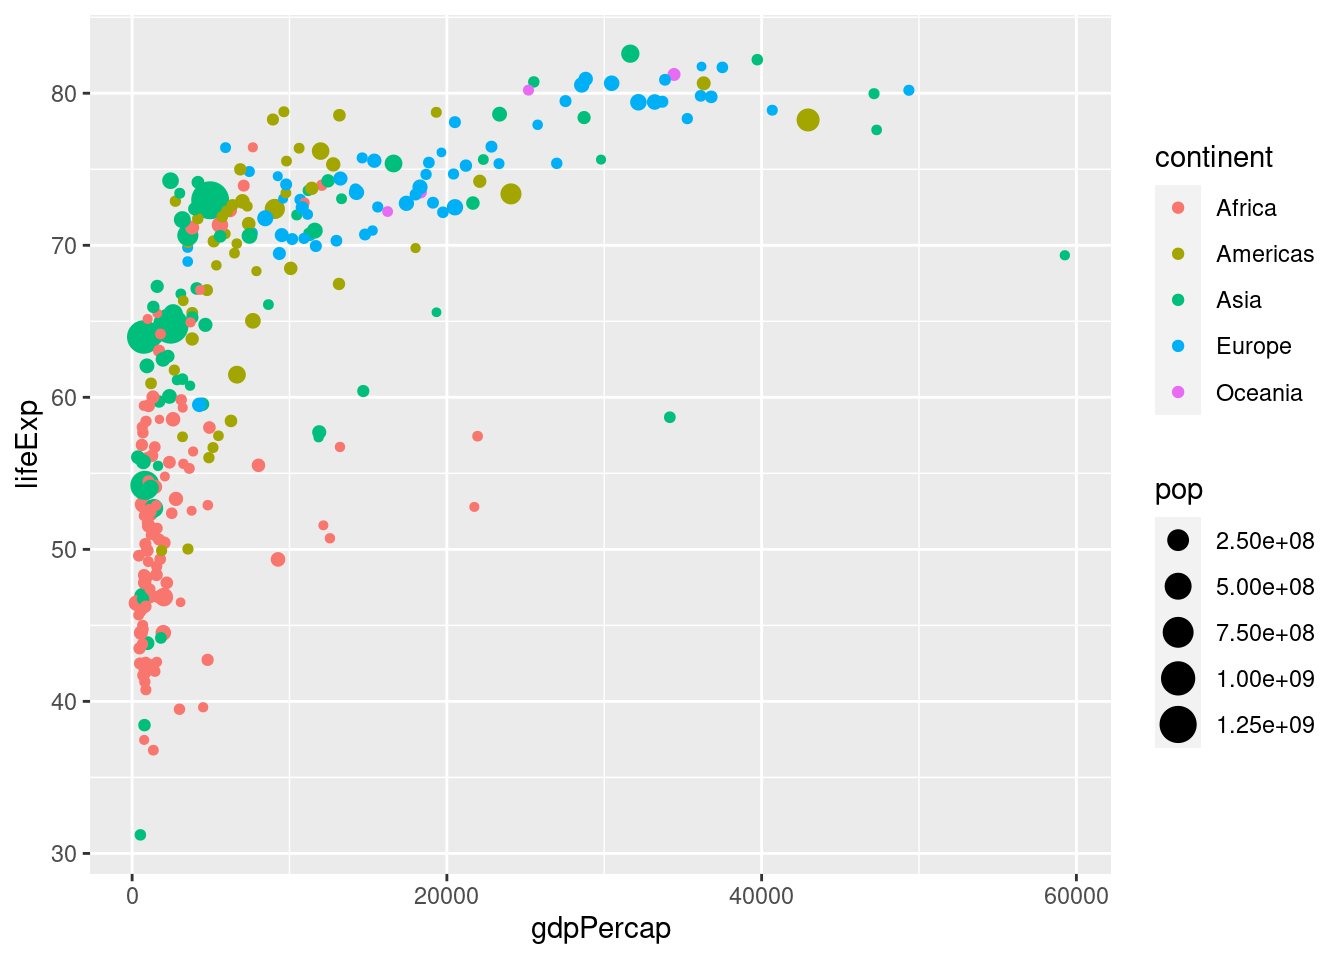 80
70
60
50
40
30
lifeExp
0
20000
40000
60000
gdpPercap
continent
Africa
Americas
Asia
Europe
Oceania
pop
2.50e+08
5.00e+08
7.50e+08
1.00e+09
1.25e+09